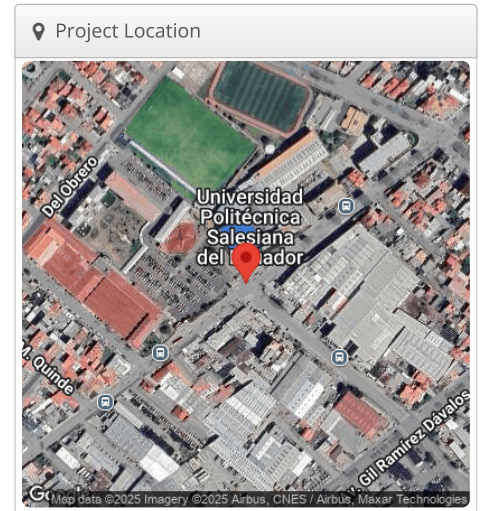 Project Location
Del Obrero
Universidad
Politécnica
Salesiana
del
M. Quinde
Gil Ramírez Dávalos
Map data ©2025 Imagery ©2025 Airbus, CNES / Airbus, Maxar Technologies